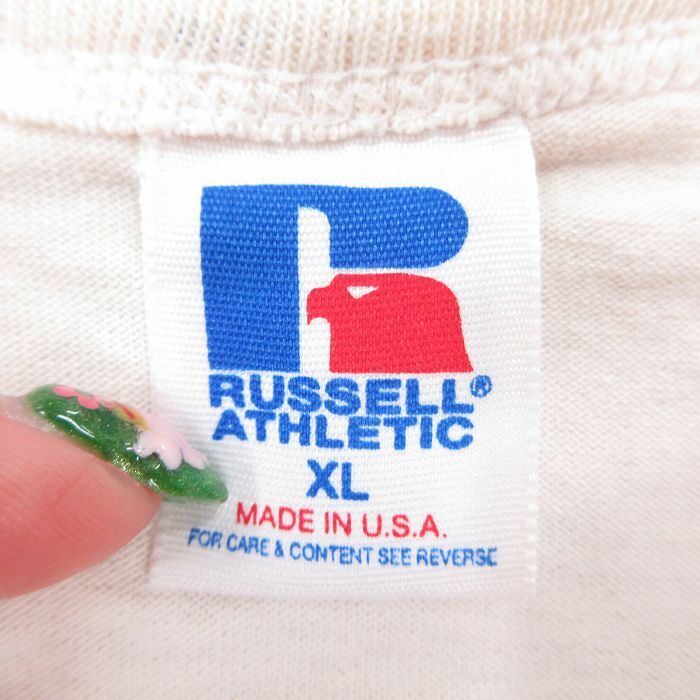 RUSSELL®
ATHLETIC
XL
MADE IN U.S.A.
FOR CARE & CONTENT SEE REVERSE